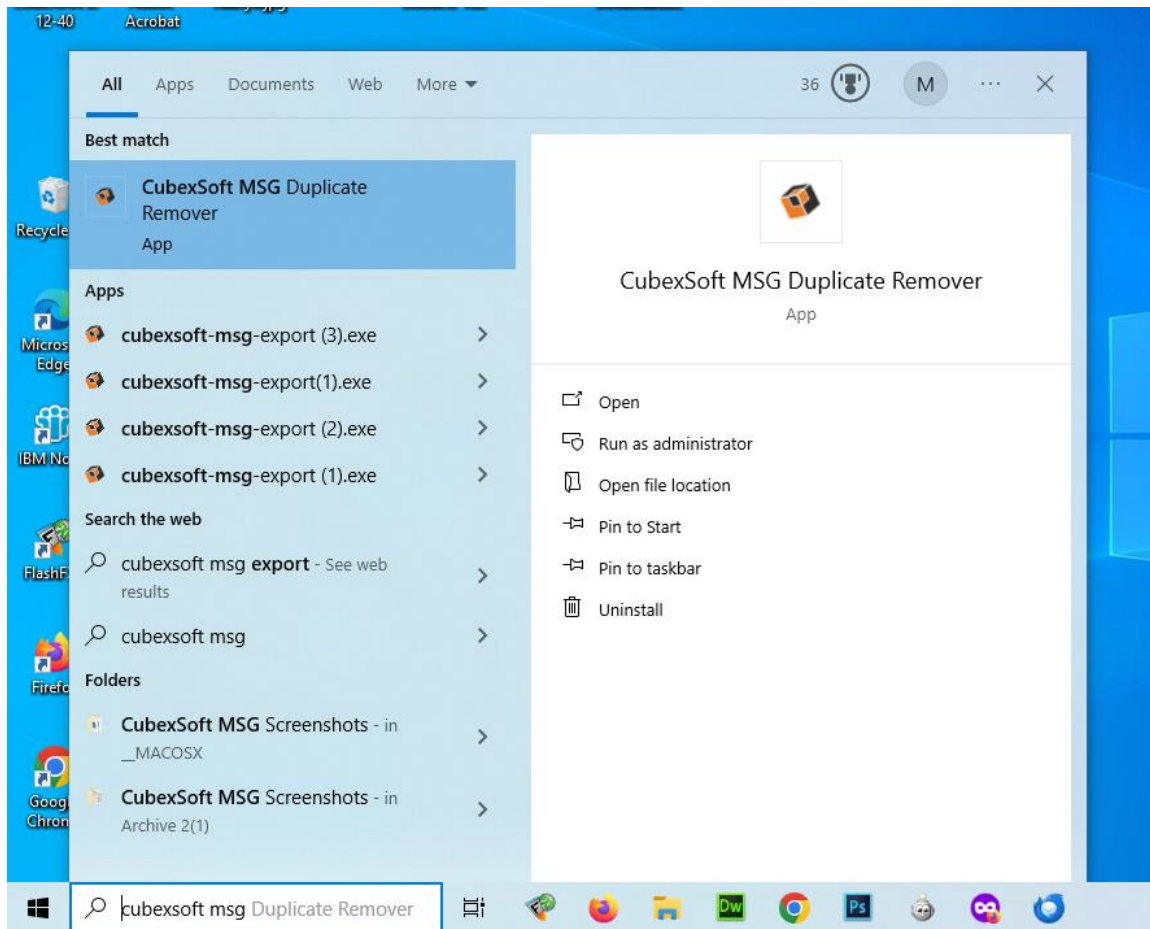 12-40
Acrobat
All Apps Documents Web More
36
M
Best match
CubexSoft MSG Duplicate
Remover
App
Apps
cubexsoft-msg-export (3).exe
cubexsoft-msg-export(1).exe
cubexsoft-msg-export (2).exe
cubexsoft-msg-export (1).exe
Search the web
cubexsoft msg export - See web
results
cubexsoft msg
Folders
CubexSoft MSG Screenshots - in
__MACOSX
CubexSoft MSG Screenshots - in
Archive 2(1)
CubexSoft MSG Duplicate Remover
App
Open
Run as administrator
Open file location
Pin to Start
Pin to taskbar
Uninstall
Recycle
Micros
Edge
IBM No
FlashF
Firefo
Googl
Chrom
cubexsoft msg Duplicate Remover
Dw
Ps